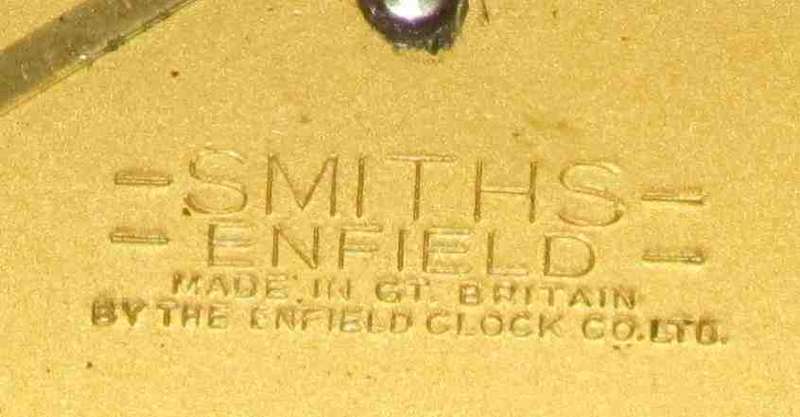 -SMITHS-
- ENFIELD -
MADE IN GT. BRITAIN
BY THE ENFIELD CLOCK CO.LTD.